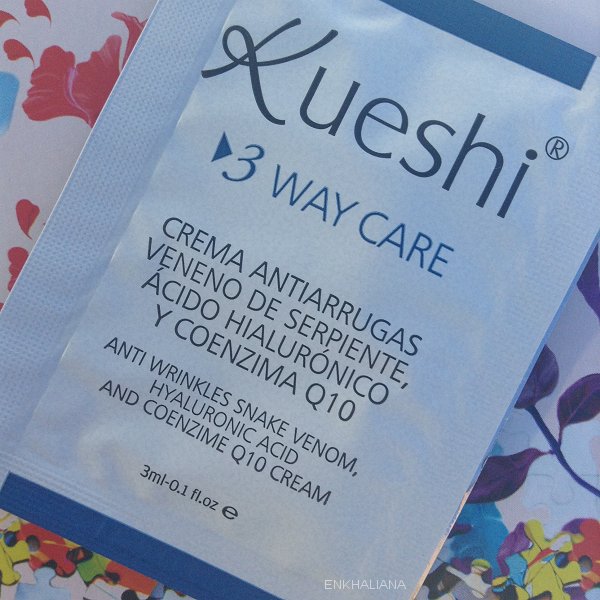 Kueshi®
3 WAY CARE
CREMA ANTIARRUGAS
VENENO DE SERPIENTE,
ÁCIDO HIALURÓNICO
Y COENZIMA Q10
ANTI WRINKLES SNAKE VENOM,
HYALURONIC ACID
AND COENZIME Q10 CREAM
3ml-0.1 fl.oz e
ENKHALIANA